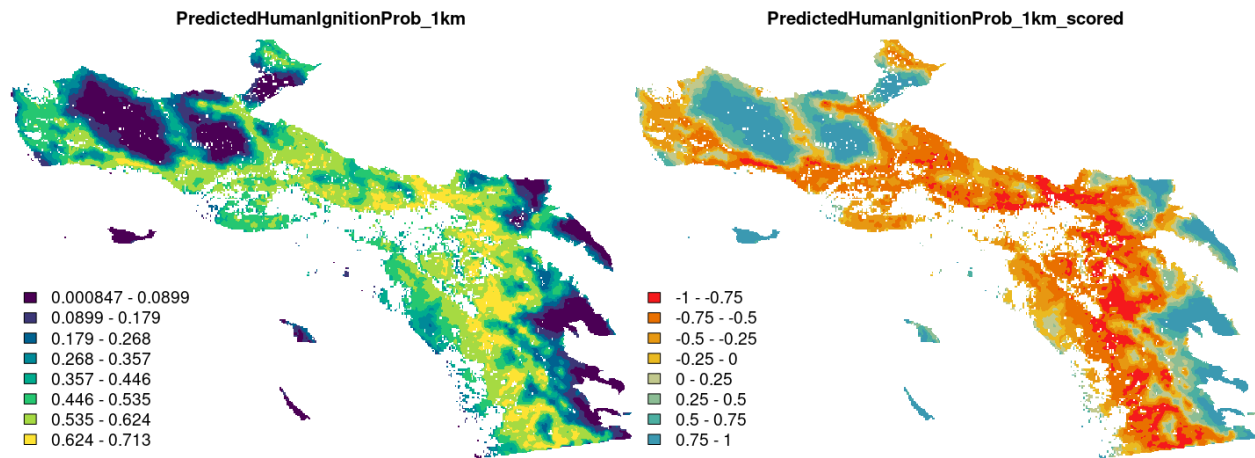 PredictedHumanIgnitionProb_1km
0.000847 - 0.0899
0.0899 - 0.179
0.179 - 0.268
0.268 - 0.357
0.357 - 0.446
0.446 - 0.535
0.535 - 0.624
0.624 - 0.713
PredictedHumanIgnitionProb_1km_scored
-1 - -0.75
-0.75 - -0.5
-0.5 - -0.25
-0.25 - 0
0 - 0.25
0.25 - 0.5
0.5 - 0.75
0.75 - 1